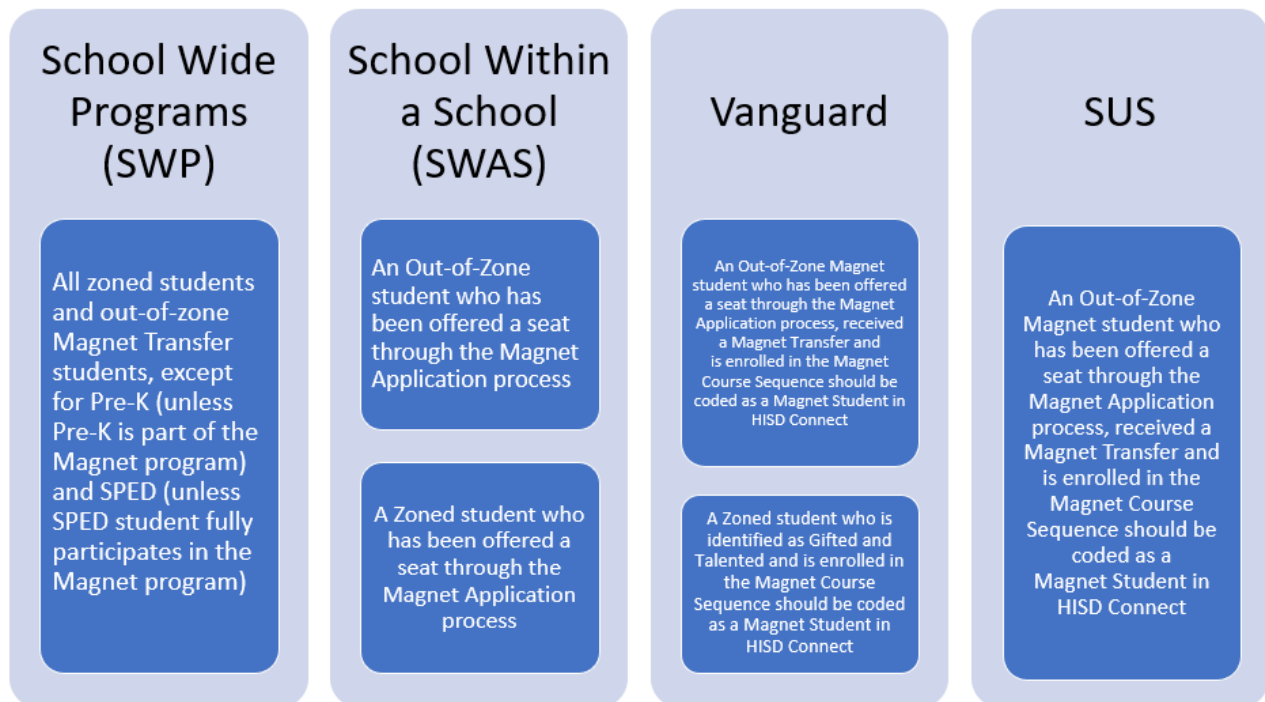 School Wide
Programs
(SWP)
All zoned students
and out-of-zone
Magnet Transfer
students, except
for Pre-K (unless
Pre-K is part of the
Magnet program)
and SPED (unless
SPED student fully
participates in the
Magnet program)
School Within
a School
(SWAS)
An Out-of-Zone
student who has
been offered a seat
through the Magnet
Application process
A Zoned student who
has been offered a
seat through the
Magnet Application
process
Vanguard
An Out-of-Zone Magnet
student who has been offered
a seat through the Magnet
Application process, received
a Magnet Transfer and
is enrolled in the Magnet
Course Sequence should be
coded as a Magnet Student in
HISD Connect
A Zoned student who is
identified as Gifted and
Talented and is enrolled in
the Magnet Course
Sequence should be coded
as a Magnet Student in
HISD Connect
SUS
An Out-of-Zone
Magnet student who
has been offered a
seat through the
Magnet Application
process, received a
Magnet Transfer and
is enrolled in the
Magnet Course
Sequence should be
coded as a
Magnet Student in
HISD Connect